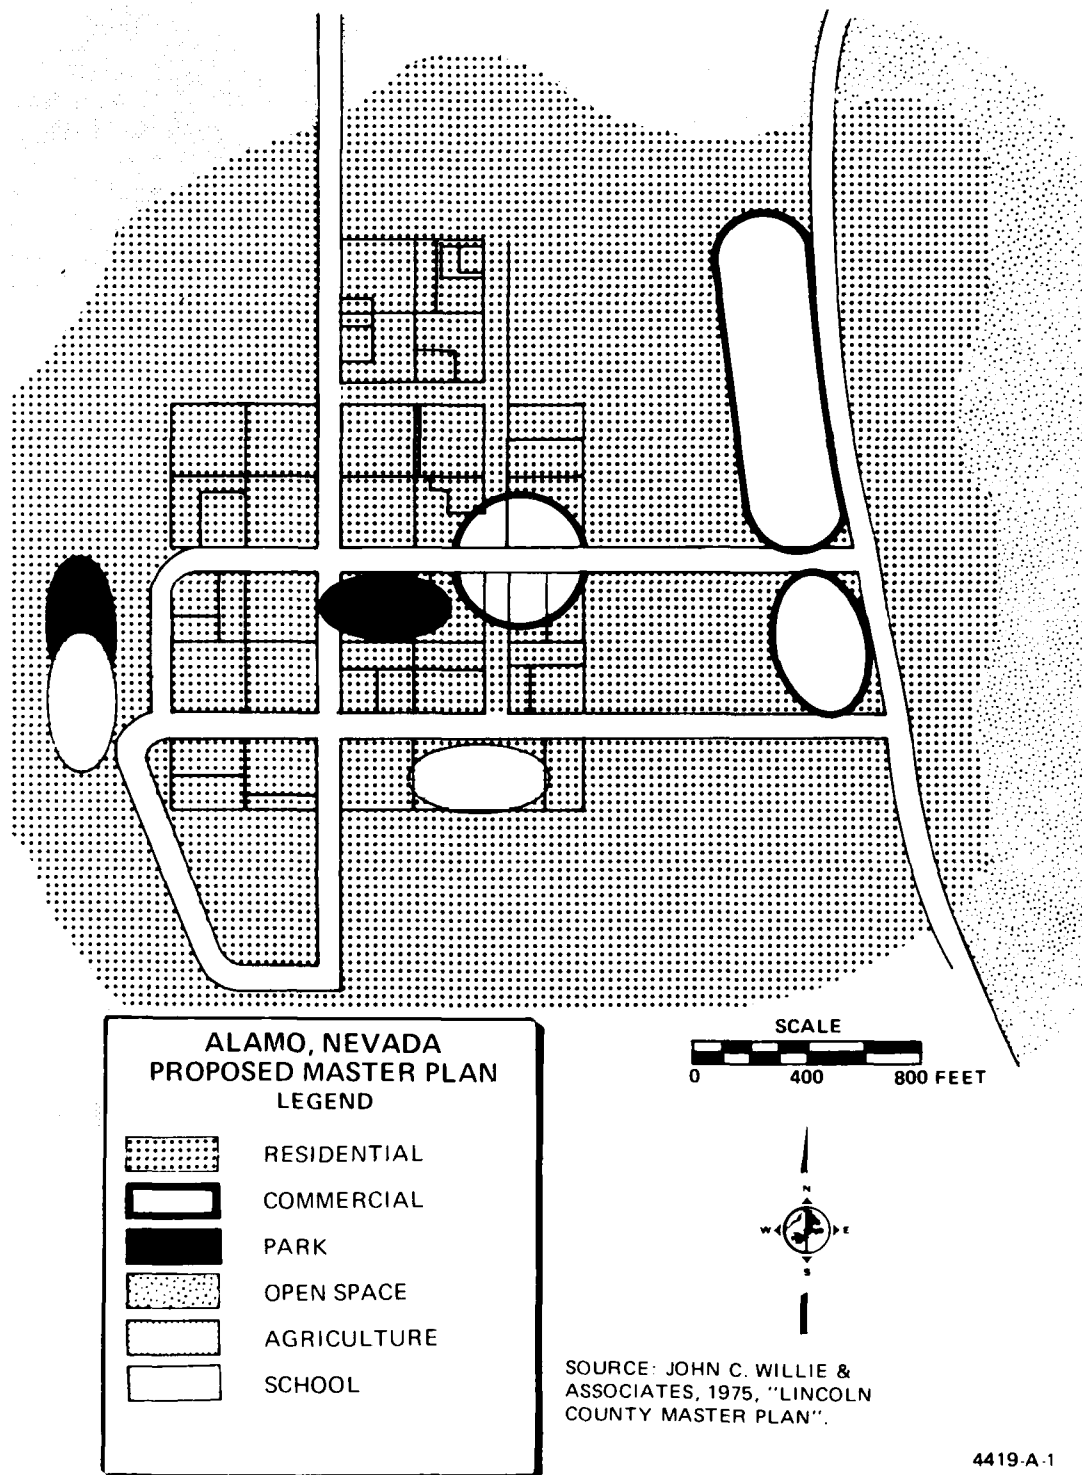 ALAMO, NEVADA
PROPOSED MASTER PLAN
LEGEND
RESIDENTIAL
COMMERCIAL
PARK
OPEN SPACE
AGRICULTURE
SCHOOL
SCALE
0 400 800 FEET
N
W E
S
SOURCE: JOHN C. WILLIE &
ASSOCIATES, 1975, "LINCOLN
COUNTY MASTER PLAN".
4419-A-1